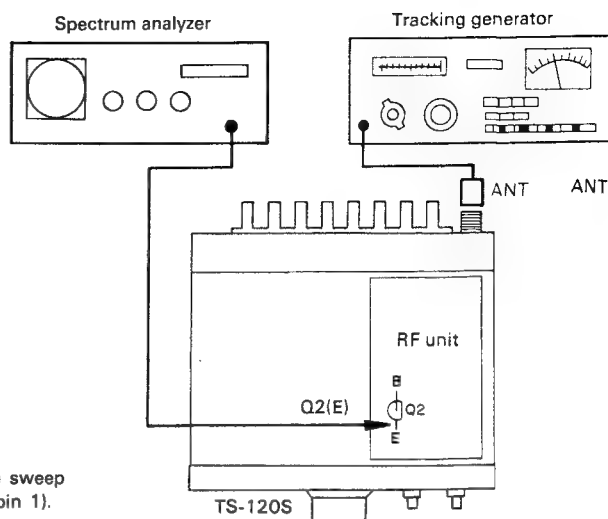 Spectrum analyzer
Tracking generator
ANT
ANT
RF unit
B
Q2
Q2(E)
E
sweep
pin 1).
TS-120S